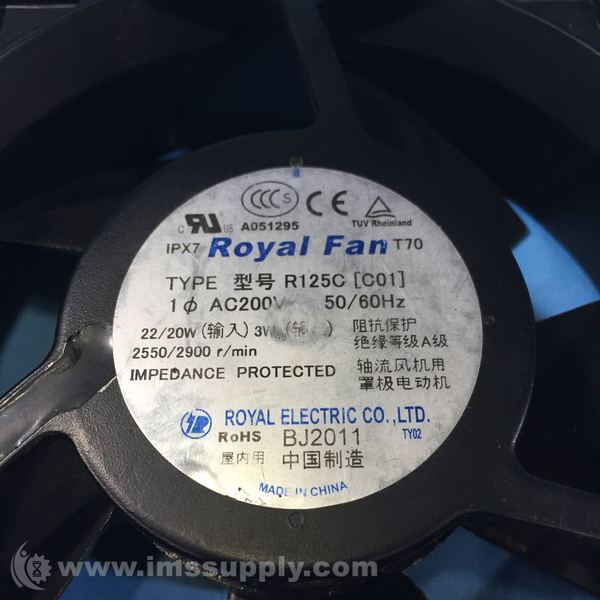 CCC S
CE
TUV Rheinland
c RU US A051295
IPX7 Royal Fan T70
TYPE 型号 R125C [C01]
1φ AC200V 50/60Hz
22/20W (输入) 3W 阻抗保护
2550/2900 r/min 绝缘等级A级
IMPEDANCE PROTECTED 轴流风机用
罩极电动机
ROYAL ELECTRIC CO.,LTD.
RoHS BJ2011 TY02
屋内用 中国制造
MADE IN CHINA
www.imssupply.com